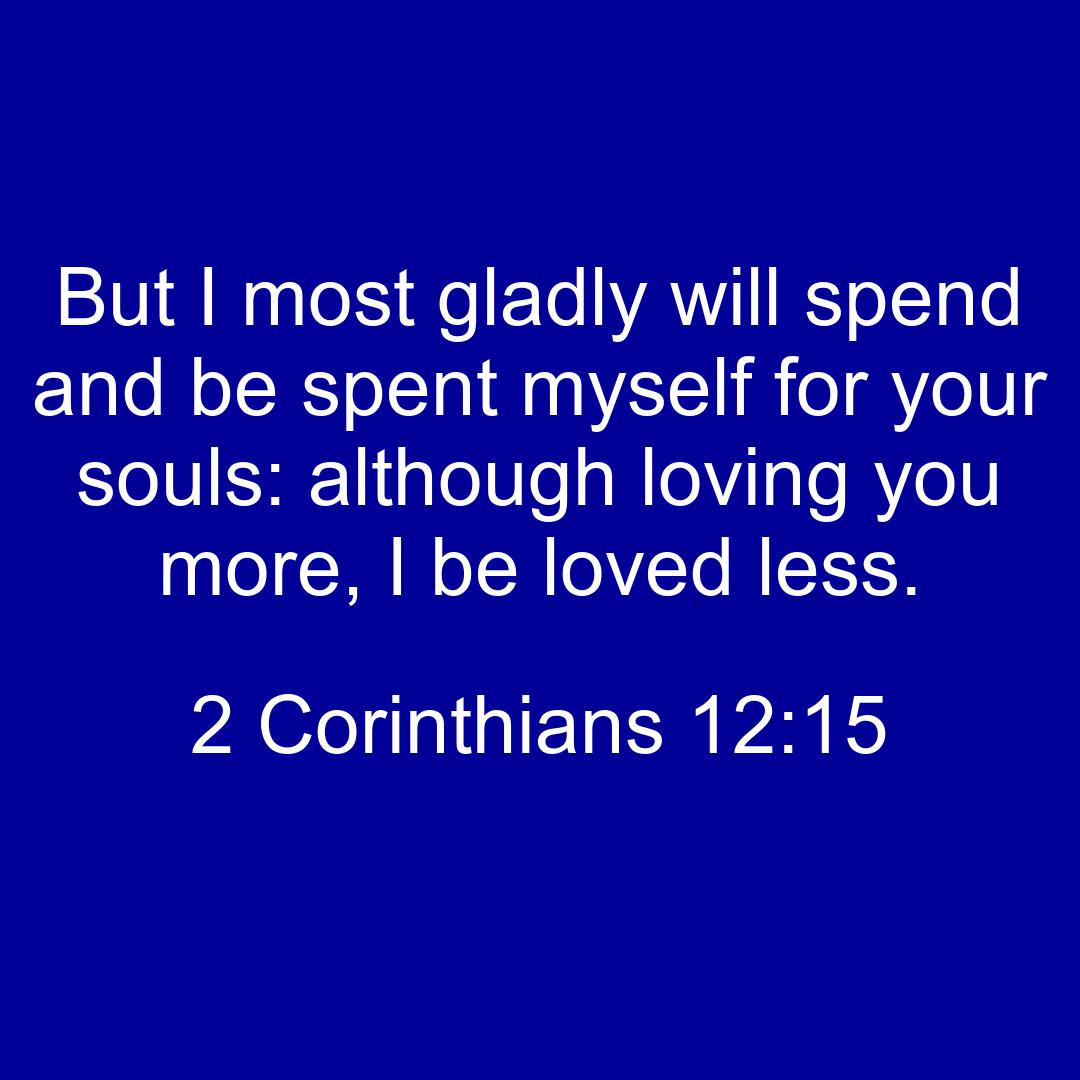 But I most gladly will spend
and be spent myself for your
souls: although loving you
more, I be loved less.
2 Corinthians 12:15